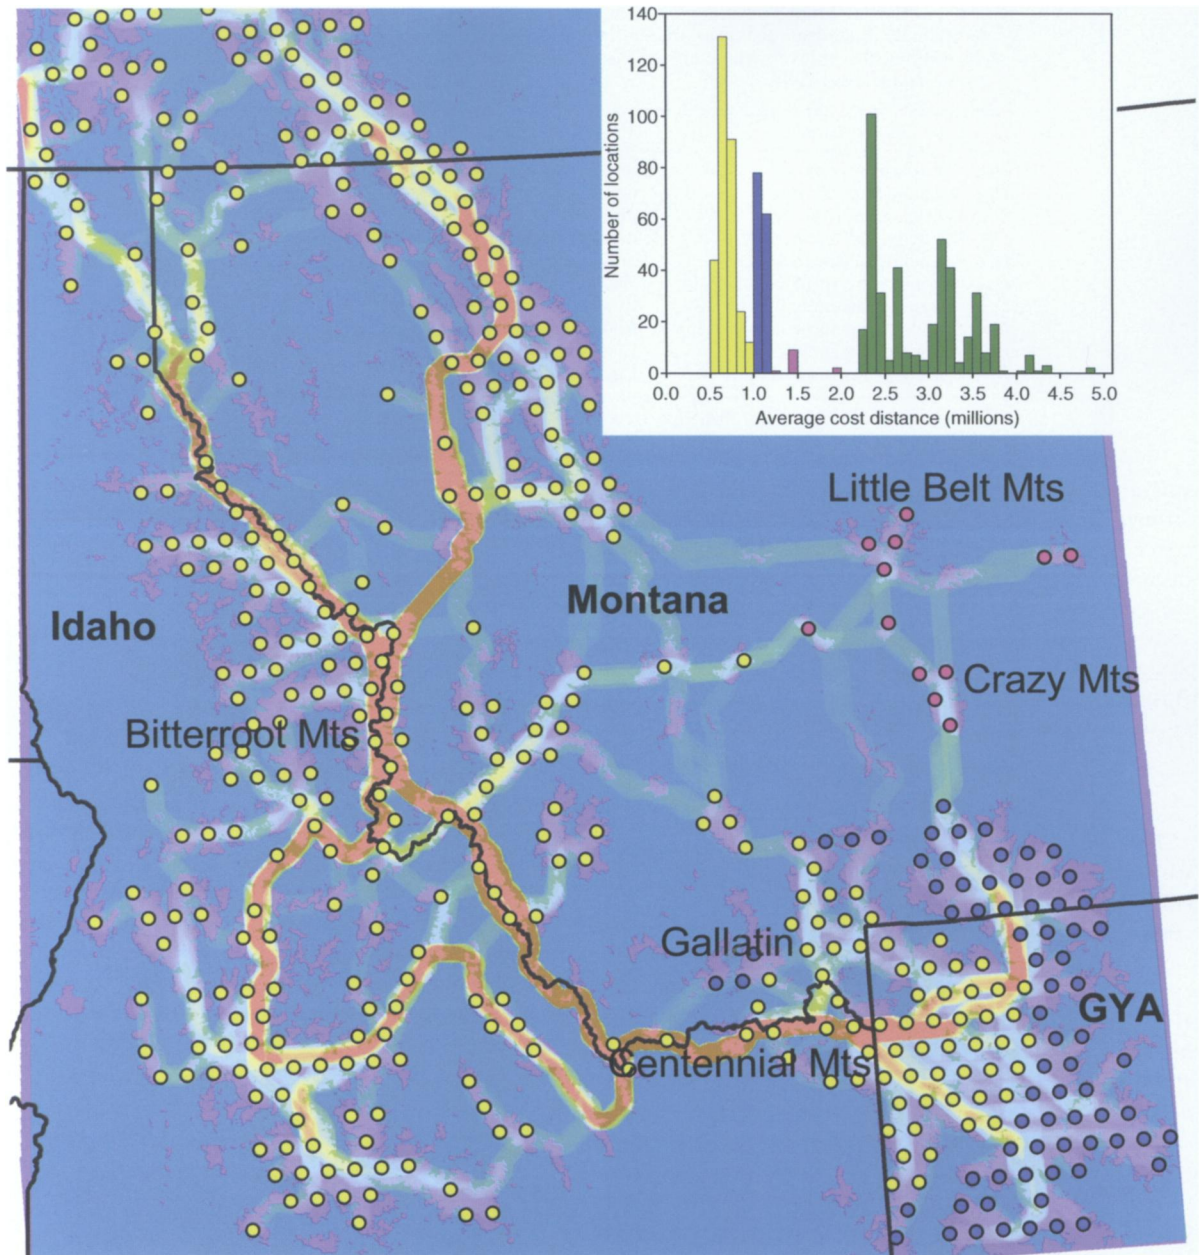 140
120
100
80
60
40
20
0
Number of locations
0.0 0.5 1.0 1.5 2.0 2.5 3.0 3.5 4.0 4.5 5.0
Average cost distance (millions)
Little Belt Mts
Montana
Idaho
Crazy Mts
Bitterroot Mts
Gallatin
GYA
Centennial Mts